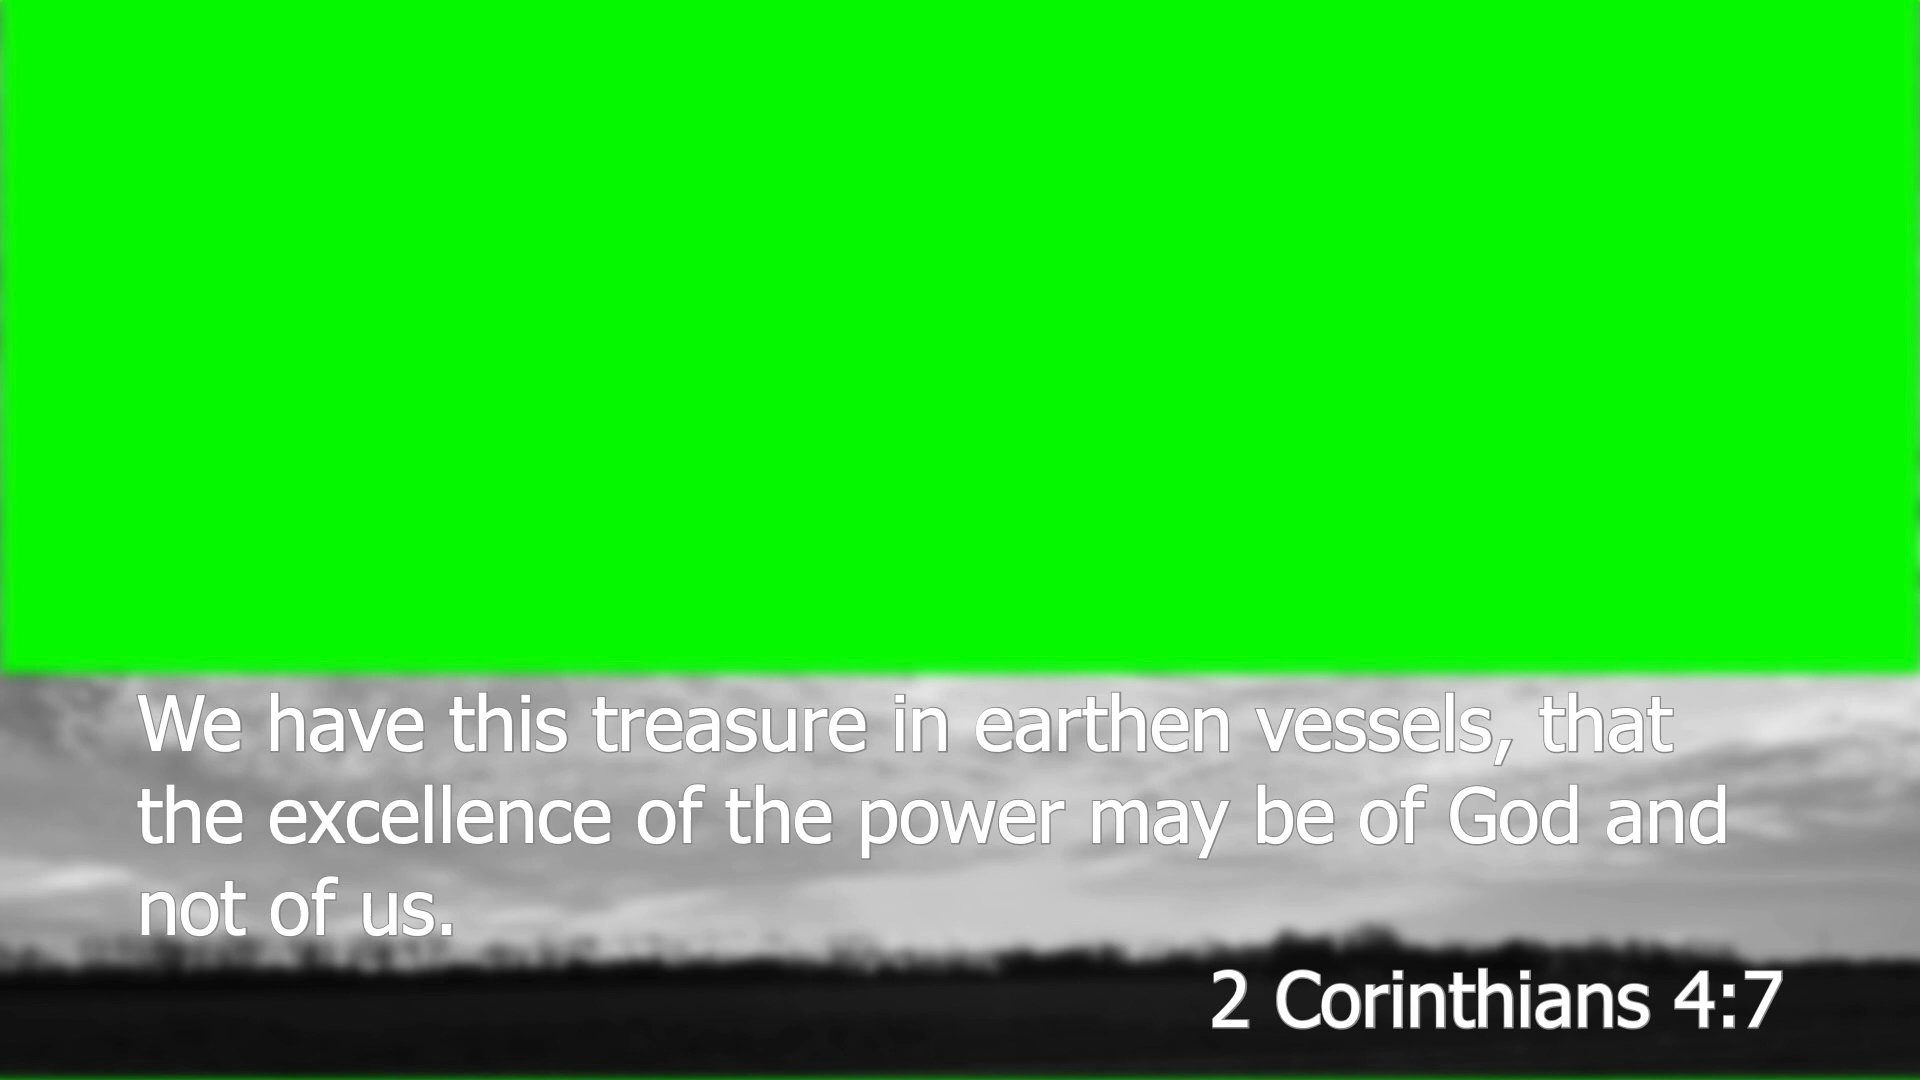 We have this treasure in earthen vessels, that
the excellence of the power may be of God and
not of us.
2 Corinthians 4:7